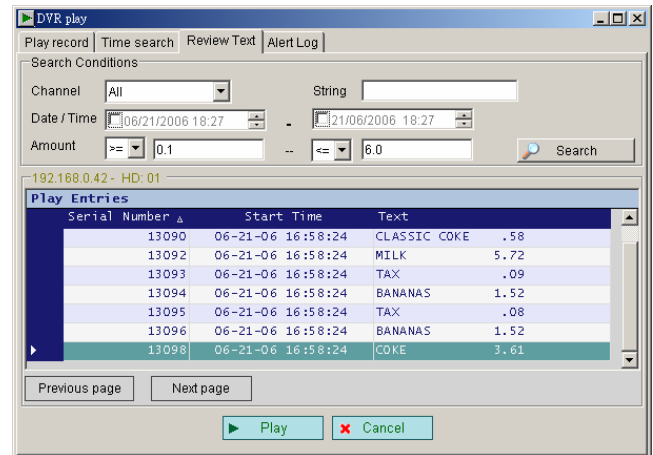 DVR play
Play record Time search Review Text Alert Log
Search Conditions
Channel All String
Date / Time 06/21/2006 18:27 - 21/06/2006 18:27
Amount >= 0.1 -- <= 6.0 Search
192.168.0.42 - HD: 01
Play Entries
Serial Number Start Time Text
13090 06-21-06 16:58:24 CLASSIC COKE .58
13092 06-21-06 16:58:24 MILK 5.72
13093 06-21-06 16:58:24 TAX .09
13094 06-21-06 16:58:24 BANANAS 1.52
13095 06-21-06 16:58:24 TAX .08
13096 06-21-06 16:58:24 BANANAS 1.52
13098 06-21-06 16:58:24 COKE 3.61
Previous page Next page
Play Cancel